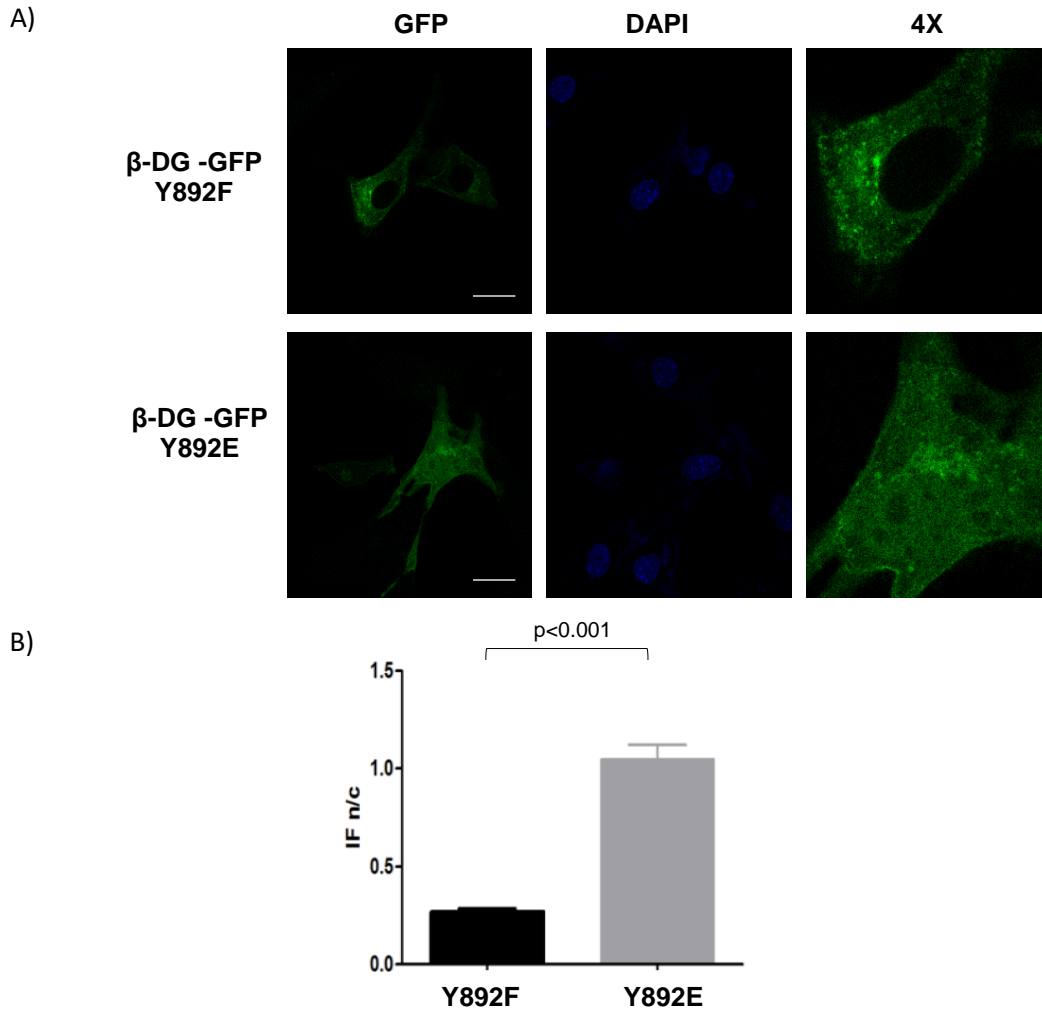 A)
GFP
DAPI
4X
β-DG -GFP
Y892F
β-DG -GFP
Y892E
B)
p<0.001
1.5
1.0
0.5
0.0
IF n/c
Y892F
Y892E